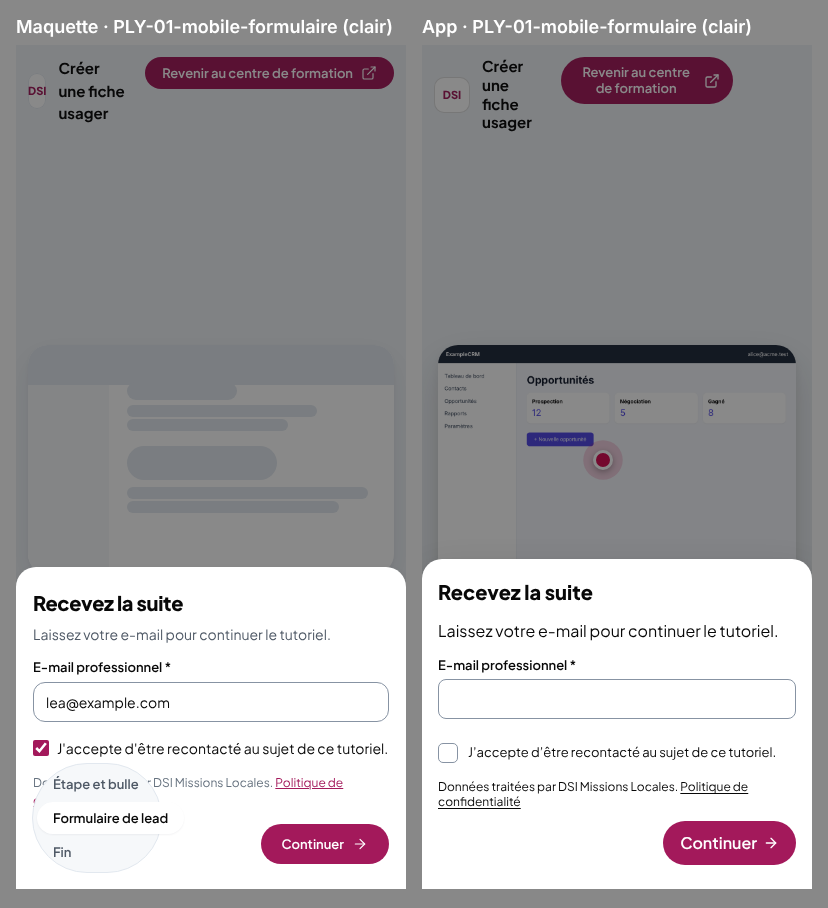 Maquette · PLY-01-mobile-formulaire (clair)
DSI
Créer
une fiche
usager
Revenir au centre de formation
Recevez la suite
Laissez votre e-mail pour continuer le tutoriel.
E-mail professionnel *
lea@example.com
J'accepte d'être recontacté au sujet de ce tutoriel.
DSI Missions Locales. Politique de
Étape et bulle
Formulaire de lead
Fin
Continuer
App · PLY-01-mobile-formulaire (clair)
DSI
Créer
une
fiche
usager
Revenir au centre
de formation
ExampleCRM
Tableau de bord
Contacts
Opportunités
Rapports
Paramètres
Opportunités
Prospection
12
Négociation
5
Gagné
8
+ Nouvelle opportunité
Recevez la suite
Laissez votre e-mail pour continuer le tutoriel.
E-mail professionnel *
J'accepte d'être recontacté au sujet de ce tutoriel.
Données traitées par DSI Missions Locales. Politique de
confidentialité
Continuer